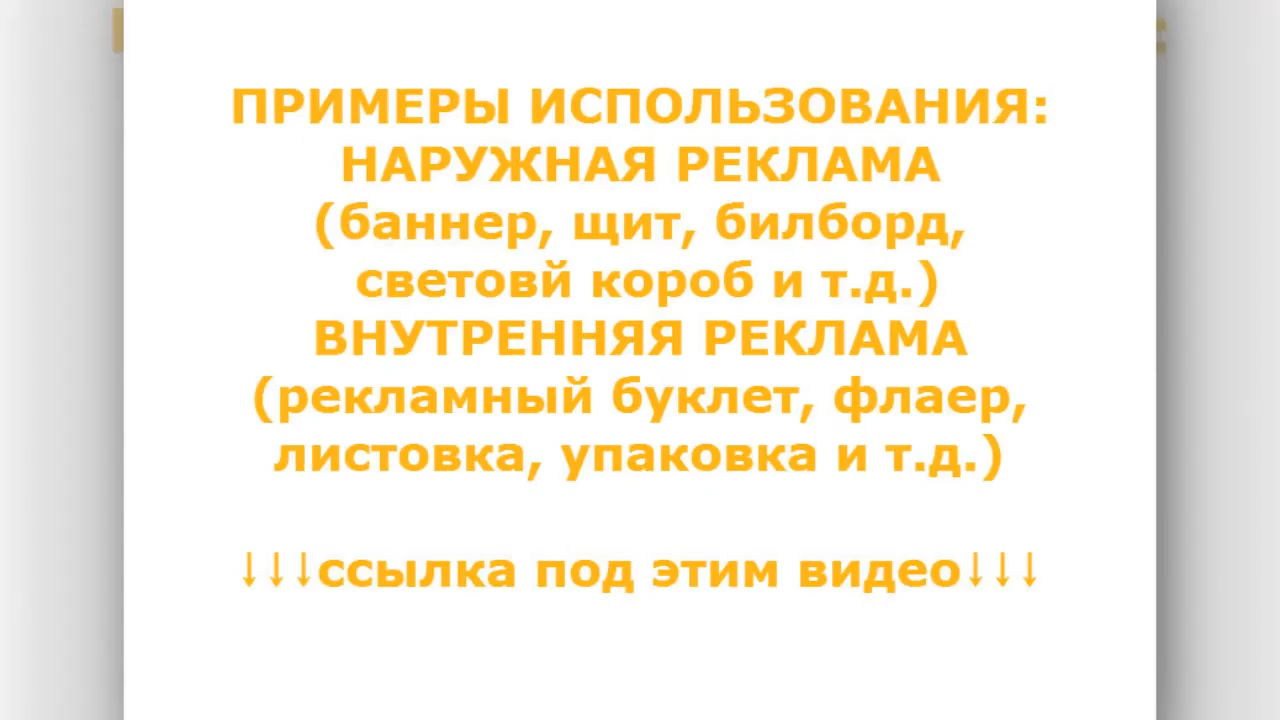 ПРИМЕРЫ ИСПОЛЬЗОВАНИЯ:
НАРУЖНАЯ РЕКЛАМА
(баннер, щит, билборд,
световй короб и т.д.)
ВНУТРЕННЯЯ РЕКЛАМА
(рекламный буклет, флаер,
листовка, упаковка и т.д.)
↓↓↓ссылка под этим видео↓↓↓